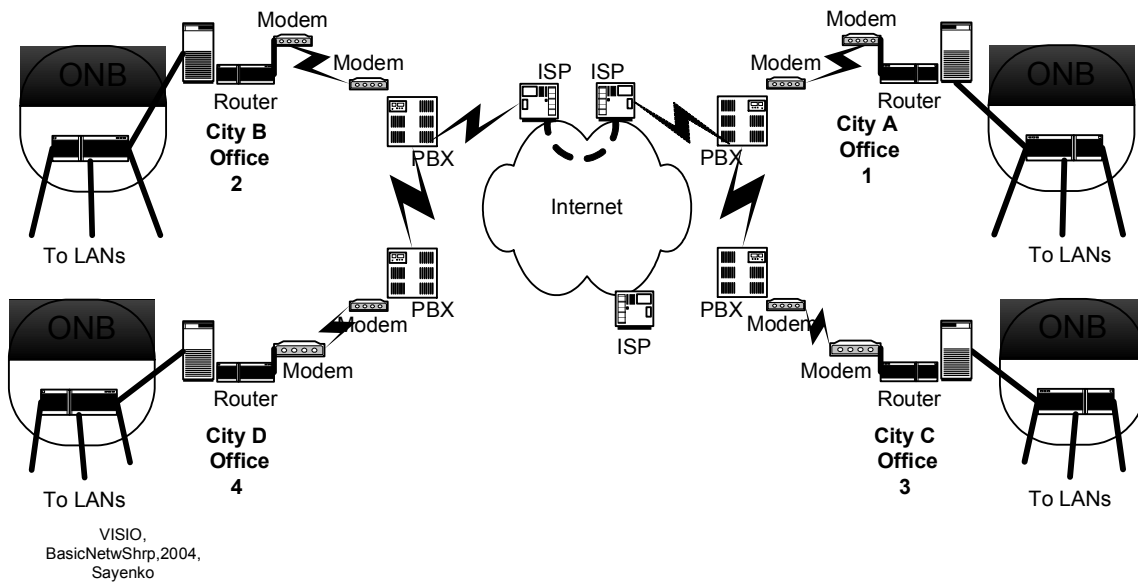 Modem
Modem
ONB
Router
City B
Office
2
To LANs
PBX
ISP
ISP
Internet
Modem
Modem
ONB
Router
City A
Office
1
To LANs
PBX
ONB
Modem
Modem
Router
City D
Office
4
To LANs
PBX
ISP
PBX
Modem
Modem
Router
City C
Office
3
ONB
To LANs
VISIO,
BasicNetwShrp,2004,
Sayenko